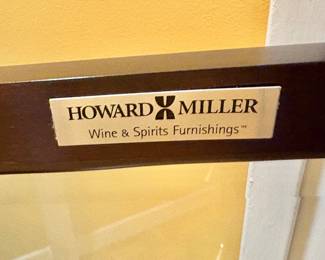 HOWARD MILLER
Wine & Spirits Furnishings™